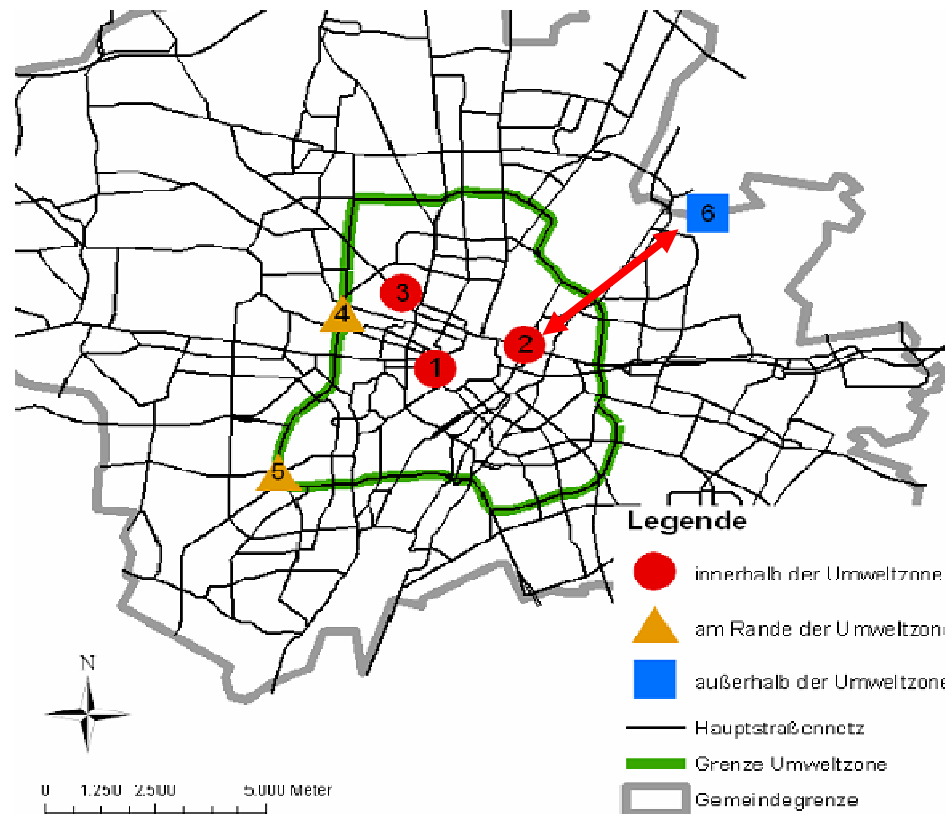 6
3
4
2
1
5
Legende
innerhalb der Umweltzone
am Rande der Umweltzone
außerhalb der Umweltzone
Hauptstraßennetz
Grenze Umweltzone
Gemeindegrenze
N
0 1.250 2.500 5.000 Meter